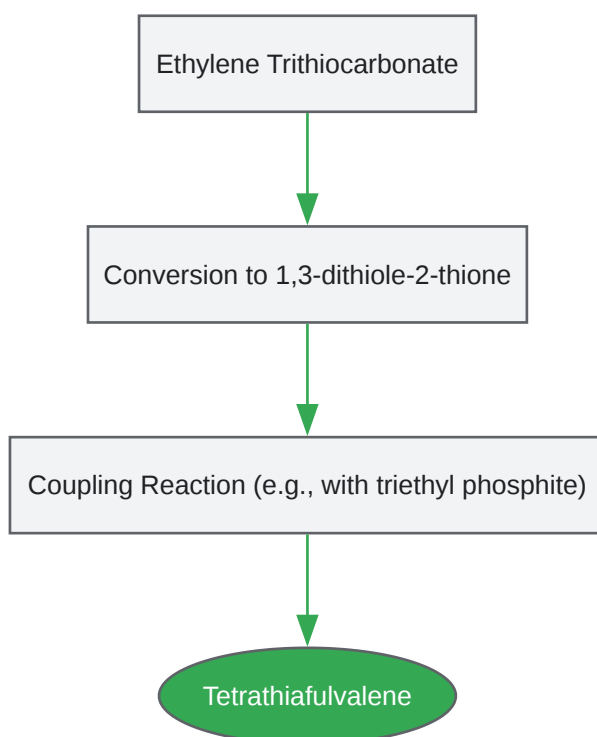 Ethylene Trithiocarbonate
Conversion to 1,3-dithiole-2-thione
Coupling Reaction (e.g., with triethyl phosphite)
Tetrathiafulvalene